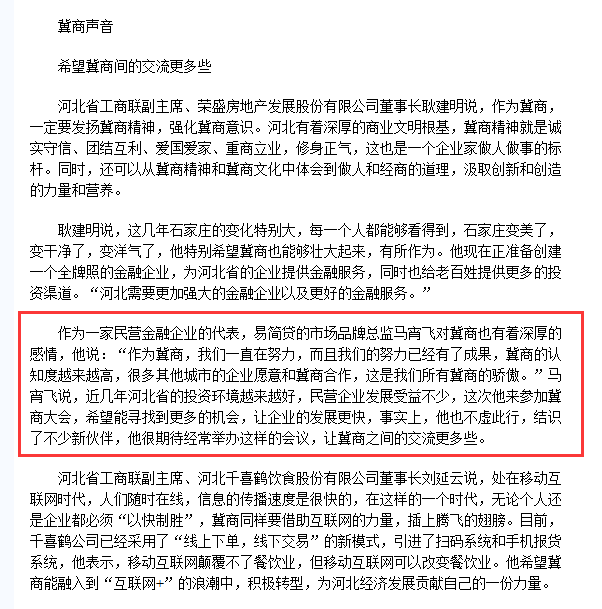 冀商声音
希望冀商间的交流更多些
河北省工商联副主席、荣盛房地产发展股份有限公司董事长耿建明说，作为冀商，
一定要发扬冀商精神，强化冀商意识。河北有着深厚的商业文明根基，冀商精神就是诚
实守信、团结互利、爱国爱家、重商立业，修身正气，这也是一个企业家做人做事的标
杆。同时，还可以从冀商精神和冀商文化中体会到做人和经商的道理，汲取创新和创造
的力量和营养。
耿建明说，这几年石家庄的变化特别大，每一个人都能够看得到，石家庄变美了，
变干净了，变洋气了，他特别希望冀商也能够壮大起来，有所作为。他现在正准备创建
一个全牌照的金融企业，为河北省的企业提供金融服务，同时也给老百姓提供更多的投
资渠道。“河北需要更加强大的金融企业以及更好的金融服务。”
作为一家民营金融企业的代表，易简贷的市场品牌总监马宵飞对冀商也有着深厚的
感情，他说：“作为冀商，我们一直在努力，而且我们的努力已经有了成果，冀商的认
知度越来越高，很多其他城市的企业愿意和冀商合作，这是我们所有冀商的骄傲。”马
宵飞说，近几年河北省的投资环境越来越好，民营企业发展受益不少，这次他来参加冀
商大会，希望能寻找到更多的机会，让企业的发展更快，事实上，他也不虚此行，结识
了不少新伙伴，他很期待经常举办这样的会议，让冀商之间的交流更多些。
河北省工商联副主席、河北千喜鹤饮食股份有限公司董事长刘延云说，处在移动互
联网时代，人们随时在线，信息的传播速度是很快的，在这样的一个时代，无论个人还
是企业都必须“以快制胜”，冀商同样要借助互联网的力量，插上腾飞的翅膀。目前，
千喜鹤公司已经采用了“线上下单，线下交易”的新模式，引进了扫码系统和手机报货
系统，他表示，移动互联网颠覆不了餐饮业，但移动互联网可以改变餐饮业。他希望冀
商能融入到“互联网+”的浪潮中，积极转型，为河北经济发展贡献自己的一份力量。